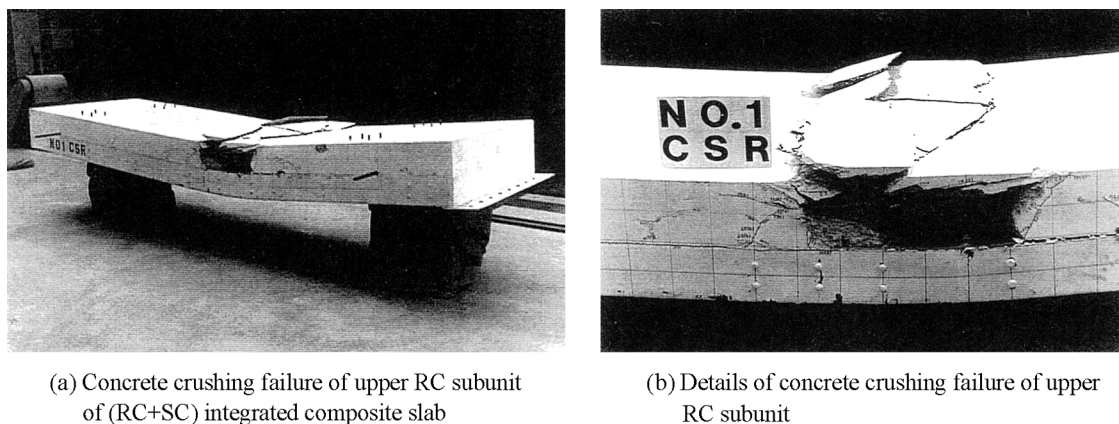 NO1 CSR
NO.1
CSR
(a) Concrete crushing failure of upper RC subunit
of (RC+SC) integrated composite slab
(b) Details of concrete crushing failure of upper
RC subunit